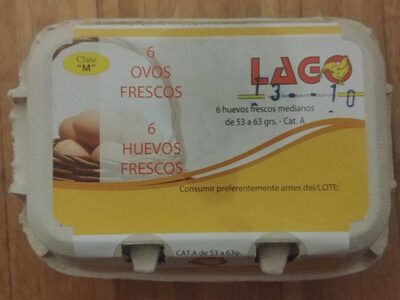 Clase
"M"
6
OVOS
FRESCOS
6
HUEVOS
FRESCOS
LAGO
13 - 10
6 huevos frescos medianos
de 53 a 63 grs. - Cat. A
Consumir preferentemente antes del/LOTE:
CAT.A de 53 a 63g.